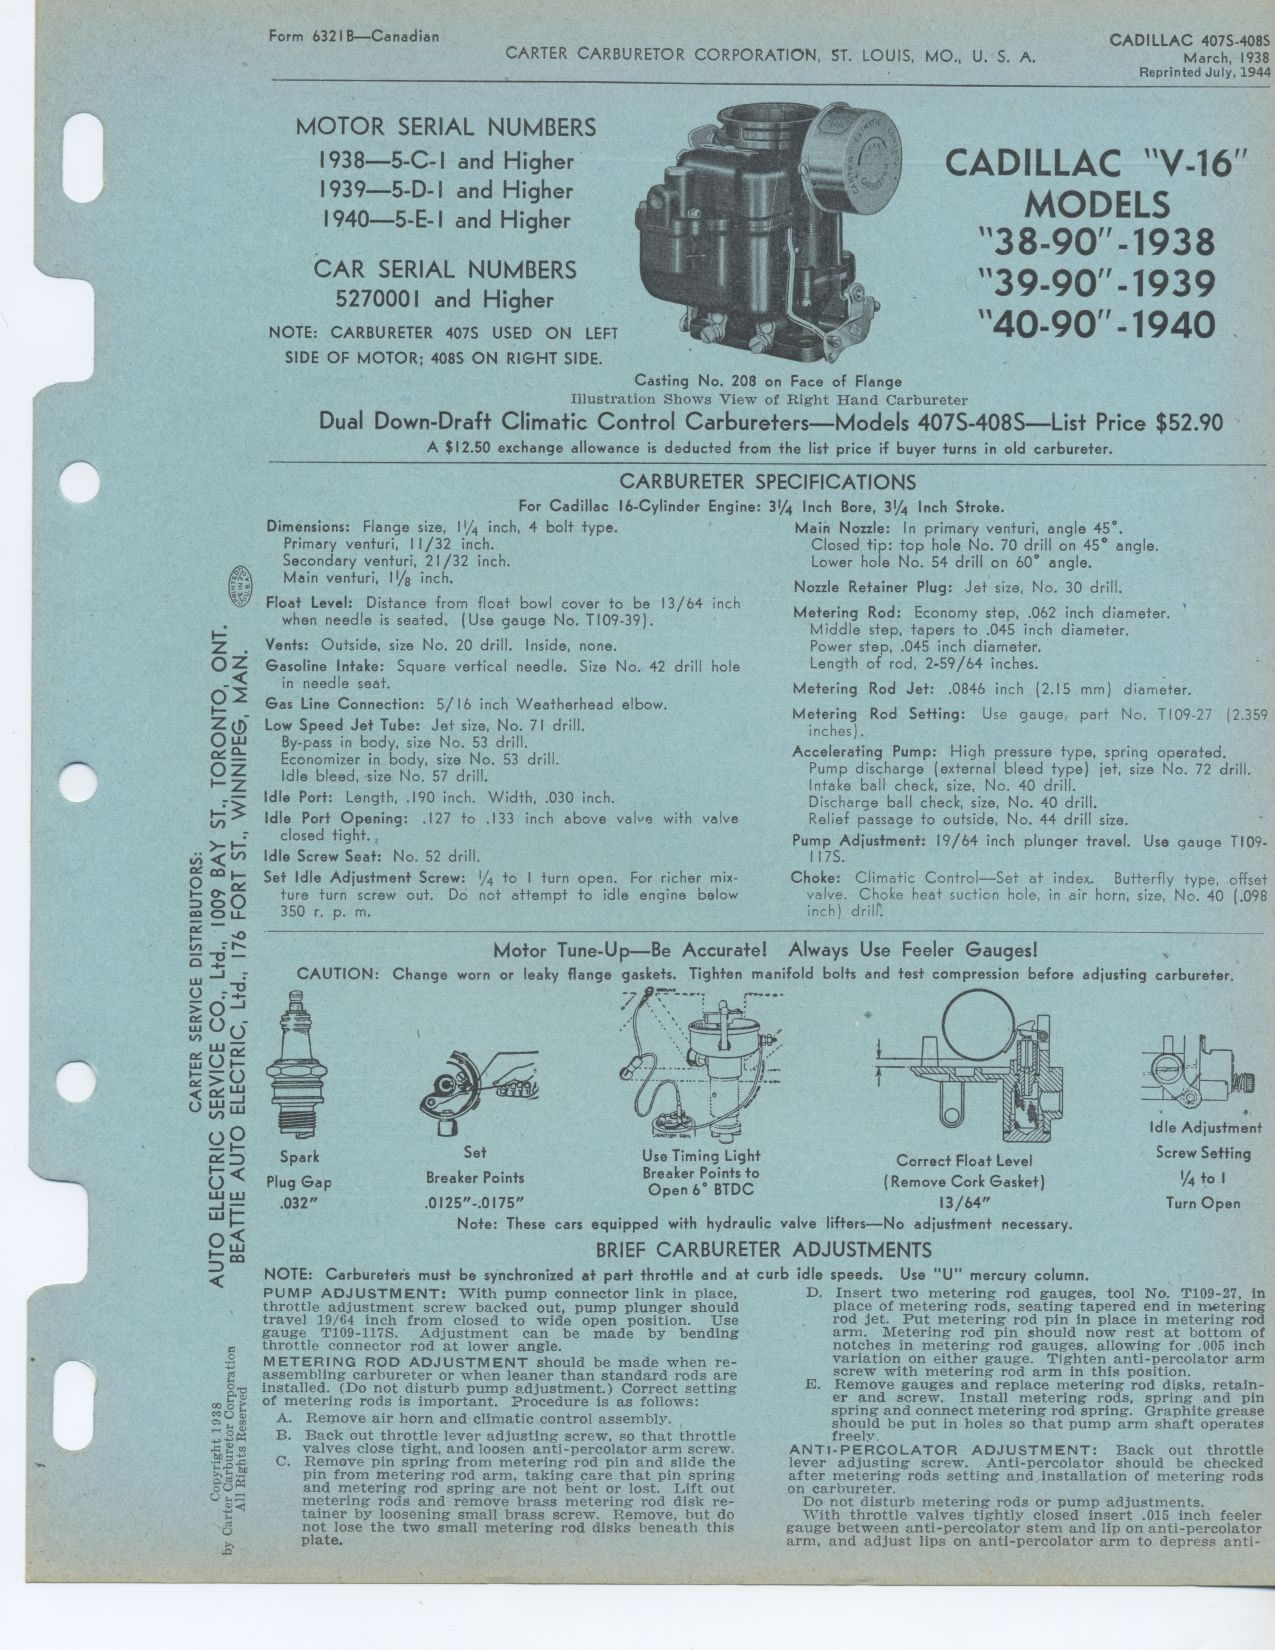 Form 6321B—Canadian
CARTER CARBURETOR CORPORATION, ST. LOUIS, MO., U. S. A.
CADILLAC 407S-408S
March, 1938
Reprinted July, 1944
MOTOR SERIAL NUMBERS
1938—5-C-1 and Higher
1939—5-D-1 and Higher
1940—5-E-1 and Higher
CAR SERIAL NUMBERS
5270001 and Higher
NOTE: CARBURETER 407S USED ON LEFT
SIDE OF MOTOR; 408S ON RIGHT SIDE.
CADILLAC "V-16"
MODELS
"38-90"-1938
"39-90"-1939
"40-90"-1940
Casting No. 208 on Face of Flange
Illustration Shows View of Right Hand Carbureter
Dual Down-Draft Climatic Control Carbureters—Models 407S-408S—List Price $52.90
A $12.50 exchange allowance is deducted from the list price if buyer turns in old carbureter.
CARBURETER SPECIFICATIONS
For Cadillac 16-Cylinder Engine: 3¼ Inch Bore, 3¼ Inch Stroke.
Dimensions: Flange size, 1¼ inch, 4 bolt type.
Primary venturi, 11/32 inch.
Secondary venturi, 21/32 inch.
Main venturi, 1⅛ inch.
Float Level: Distance from float bowl cover to be 13/64 inch
when needle is seated. (Use gauge No. T109-39).
Vents: Outside, size No. 20 drill. Inside, none.
Gasoline Intake: Square vertical needle. Size No. 42 drill hole
in needle seat.
Gas Line Connection: 5/16 inch Weatherhead elbow.
Low Speed Jet Tube: Jet size, No. 71 drill.
By-pass in body, size No. 53 drill.
Economizer in body, size No. 53 drill.
Idle bleed, size No. 57 drill.
Idle Port: Length, .190 inch. Width, .030 inch.
Idle Port Opening: .127 to .133 inch above valve with valve
closed tight.
Idle Screw Seat: No. 52 drill.
Set Idle Adjustment Screw: ¼ to 1 turn open. For richer mix-
ture turn screw out. Do not attempt to idle engine below
350 r. p. m.
Main Nozzle: In primary venturi, angle 45°.
Closed tip: top hole No. 70 drill on 45° angle.
Lower hole No. 54 drill on 60° angle.
Nozzle Retainer Plug: Jet size, No. 30 drill.
Metering Rod: Economy step, .062 inch diameter.
Middle step, tapers to .045 inch diameter.
Power step, .045 inch diameter.
Length of rod, 2-59/64 inches.
Metering Rod Jet: .0846 inch (2.15 mm) diameter.
Metering Rod Setting: Use gauge, part No. T109-27 (2.359
inches).
Accelerating Pump: High pressure type, spring operated.
Pump discharge (external bleed type) jet, size No. 72 drill.
Intake ball check, size, No. 40 drill.
Discharge ball check, size, No. 40 drill.
Relief passage to outside, No. 44 drill size.
Pump Adjustment: 19/64 inch plunger travel. Use gauge T109-
117S.
Choke: Climatic Control—Set at index. Butterfly type, offset
valve. Choke heat suction hole, in air horn, size, No. 40 (.098
inch) drill.
CARTER SERVICE DISTRIBUTORS:
AUTO ELECTRIC SERVICE CO., Ltd., 1009 BAY ST., TORONTO, ONT.
BEATTIE AUTO ELECTRIC, Ltd., 176 FORT ST., WINNIPEG, MAN.
Motor Tune-Up—Be Accurate! Always Use Feeler Gauges!
CAUTION: Change worn or leaky flange gaskets. Tighten manifold bolts and test compression before adjusting carbureter.
Spark
Plug Gap
.032"
Set
Breaker Points
.0125"-.0175"
Use Timing Light
Breaker Points to
Open 6° BTDC
Correct Float Level
(Remove Cork Gasket)
13/64"
Idle Adjustment
Screw Setting
¼ to 1
Turn Open
Note: These cars equipped with hydraulic valve lifters—No adjustment necessary.
BRIEF CARBURETER ADJUSTMENTS
NOTE: Carbureters must be synchronized at part throttle and at curb idle speeds. Use "U" mercury column.
PUMP ADJUSTMENT: With pump connector link in place,
throttle adjustment screw backed out, pump plunger should
travel 19/64 inch from closed to wide open position. Use
gauge T109-117S. Adjustment can be made by bending
throttle connector rod at lower angle.
METERING ROD ADJUSTMENT should be made when re-
assembling carbureter or when leaner than standard rods are
installed. (Do not disturb pump adjustment.) Correct setting
of metering rods is important. Procedure is as follows:
A. Remove air horn and climatic control assembly.
B. Back out throttle lever adjusting screw, so that throttle
valves close tight, and loosen anti-percolator arm screw.
C. Remove pin spring from metering rod pin and slide the
pin from metering rod arm, taking care that pin spring
and metering rod spring are not bent or lost. Lift out
metering rods and remove brass metering rod disk re-
tainer by loosening small brass screw. Remove, but do
not lose the two small metering rod disks beneath this
plate.
D. Insert two metering rod gauges, tool No. T109-27, in
place of metering rods, seating tapered end in metering
rod jet. Put metering rod pin in place in metering rod
arm. Metering rod pin should now rest at bottom of
notches in metering rod gauges, allowing for .005 inch
variation on either gauge. Tighten anti-percolator arm
screw with metering rod arm in this position.
E. Remove gauges and replace metering rod disks, retain-
er and screw. Install metering rods, spring and pin
spring and connect metering rod spring. Graphite grease
should be put in holes so that pump arm shaft operates
freely.
ANTI-PERCOLATOR ADJUSTMENT: Back out throttle
lever adjusting screw. Anti-percolator should be checked
after metering rods setting and installation of metering rods
on carbureter.
Do not disturb metering rods or pump adjustments.
With throttle valves tightly closed insert .015 inch feeler
gauge between anti-percolator stem and lip on anti-percolator
arm, and adjust lips on anti-percolator arm to depress anti-
Copyright 1938
by Carter Carburetor Corporation
All Rights Reserved